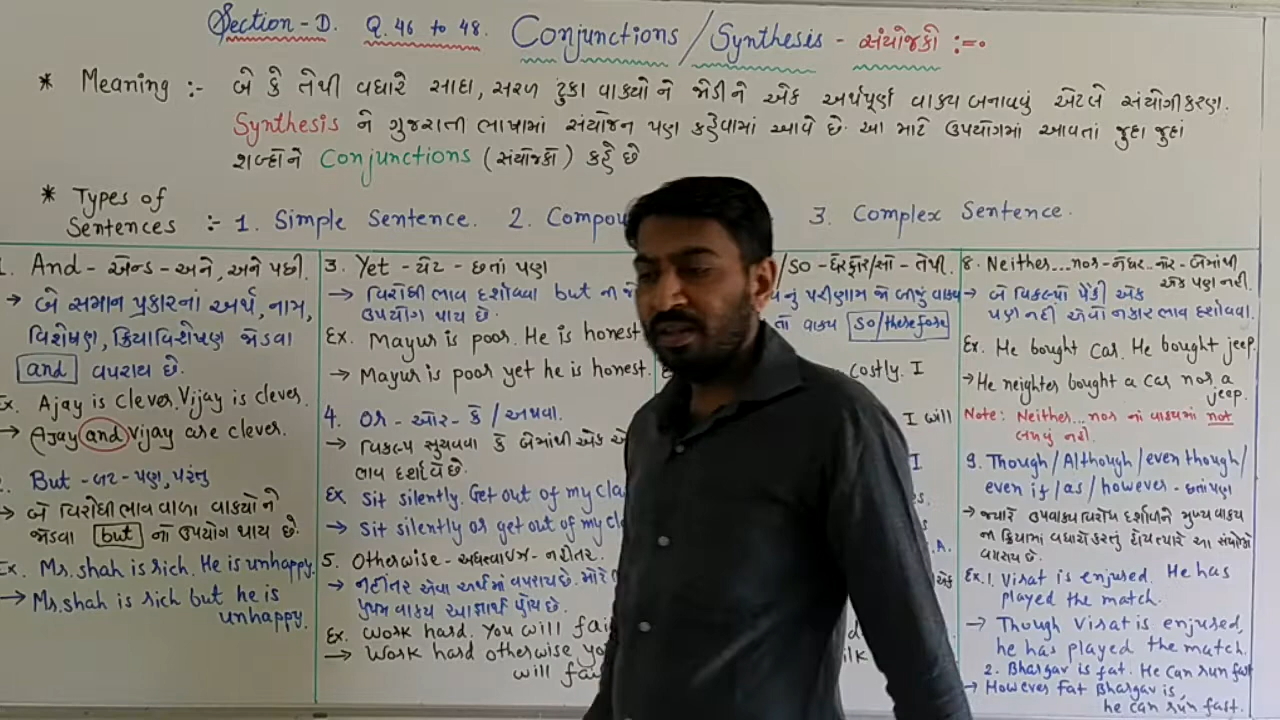 Section - D. Q. 46 to 48. Conjunctions / Synthesis - સંયોજકો :=.
* Meaning :- બે કે તેથી વધારે સાદા, સરળ ટુંકા વાક્યો ને જોડીને એક અર્થપૂર્ણ વાક્ય બનાવવું એટલે સંયોગીકરણ.
Synthesis ને ગુજરાતી ભાષામાં સંયોજન પણ કહેવામાં આવે છે. આ માટે ઉપયોગમાં આવતાં જુદા જુદાં
શબ્દોને Conjunctions (સંયોજકો) કહે છે
* Types of
Sentences :- 1. Simple Sentence. 2. Compou 3. Complex Sentence.
1. And - એન્ડ - અને, અને પછી.
→ બે સમાન પ્રકારનાં અર્થ, નામ,
વિશેષણ, ક્રિયાવિશેષણ જોડવા
and વપરાય છે.
Ex. Ajay is clever. Vijay is clever.
→ Ajay and Vijay are clever.
2. But - બટ - પણ, પરંતુ
→ બે વિરોધીભાવ વાળા વાક્યો ને
જોડવા but નો ઉપયોગ થાય છે.
Ex. Mr. shah is rich. He is unhappy.
→ Mr. shah is rich but he is
unhappy.
3. Yet - યેટ - છતાં પણ
→ વિરોધી ભાવ દર્શાવવા but ની જે
ઉપયોગ થાય છે.
Ex. Mayur is poor. He is honest
→ Mayur is poor yet he is honest.
4. Or - ઓર - કે / અથવા.
→ વિકલ્પ સુચવવા કે બેમાંથી એક
ભાવ દર્શાવે છે.
Ex Sit silently. Get out of my cla
→ Sit silently or get out of my cl
5. Otherwise - અધરવાઈઝ - નહીતર.
→ નહીંતર એવા અર્થમાં વપરાય છે. મોટે
પ્રથમ વાક્ય આજ્ઞાર્થ હોય છે.
Ex. Work hard. You will fai
→ Work hard otherwise yo
will fai
/ So - ધેરફોર/સો - તેથી.
નું પરીણામ જો બીજું વાક્ય
તો વાક્ય so/therefore
costly. I
I will
I
es.
A.
એક
d
ilk
8. Neither...nor - નેધર..નોર - બેમાંથી
એક પણ નહી.
→ બે વિકલ્પો પૈકી એક
પણ નહીં એવો નકાર ભાવ દર્શાવવા.
Ex. He bought Car. He bought jeep.
→ He neighter bought a car nor a
jeep.
Note: Neither...nor નાં વાક્યમાં not
લખવું નહી.
9. Though / Although / even though /
even if / as / however - છતાંપણ
→ જ્યારે ઉપવાક્ય વિરોધ દર્શાવીને મુખ્ય વાક્ય
ની ક્રિયામાં વધારો કરતું હોય ત્યારે આ સંયોજકો
વપરાય છે.
Ex. 1. Virat is enjured. He has
played the match.
→ Though Virat is enjured,
he has played the match.
2. Bhargav is fat. He can run fast
→ However fat Bhargav is,
he can run fast.